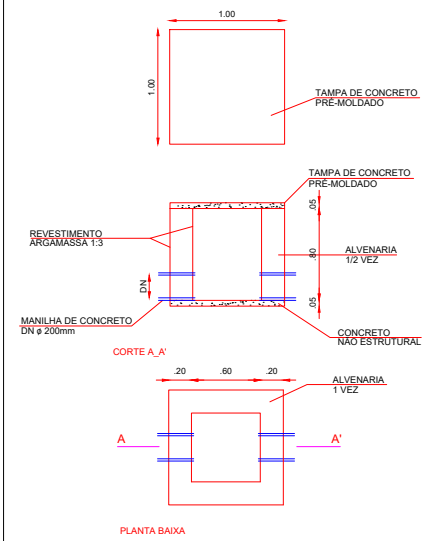 1.00
1.00
TAMPA DE CONCRETO
PRÉ-MOLDADO
TAMPA DE CONCRETO
PRÉ-MOLDADO
.05
REVESTIMENTO
ARGAMASSA 1:3
.80
ALVENARIA
1/2 VEZ
DN
.05
MANILHA DE CONCRETO
DN ø 200mm
CONCRETO
NÃO ESTRUTURAL
CORTE A_A'
.20
.60
.20
ALVENARIA
1 VEZ
A
A'
PLANTA BAIXA